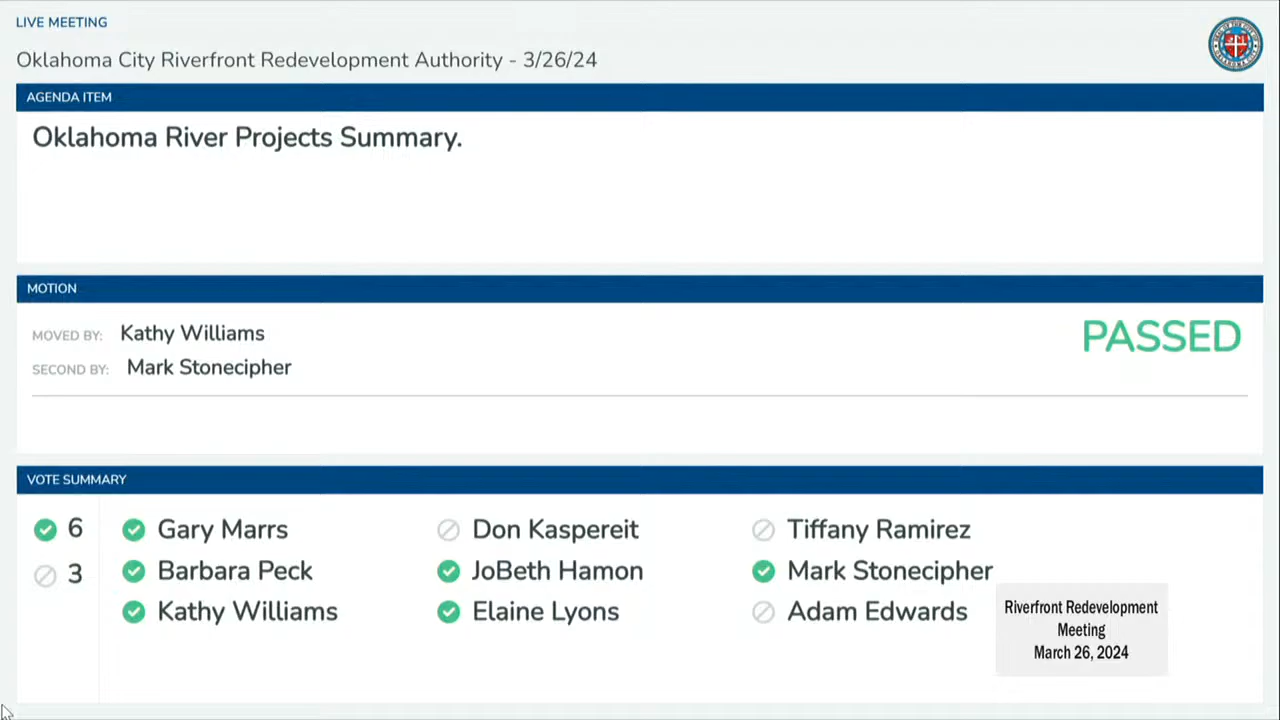 LIVE MEETING
Oklahoma City Riverfront Redevelopment Authority - 3/26/24
AGENDA ITEM
Oklahoma River Projects Summary.
MOTION
MOVED BY: Kathy Williams
PASSED
SECOND BY: Mark Stonecipher
VOTE SUMMARY
6
3
Gary Marrs
Don Kaspereit
Tiffany Ramirez
Barbara Peck
JoBeth Hamon
Mark Stonecipher
Kathy Williams
Elaine Lyons
Adam Edwards
Riverfront Redevelopment
Meeting
March 26, 2024